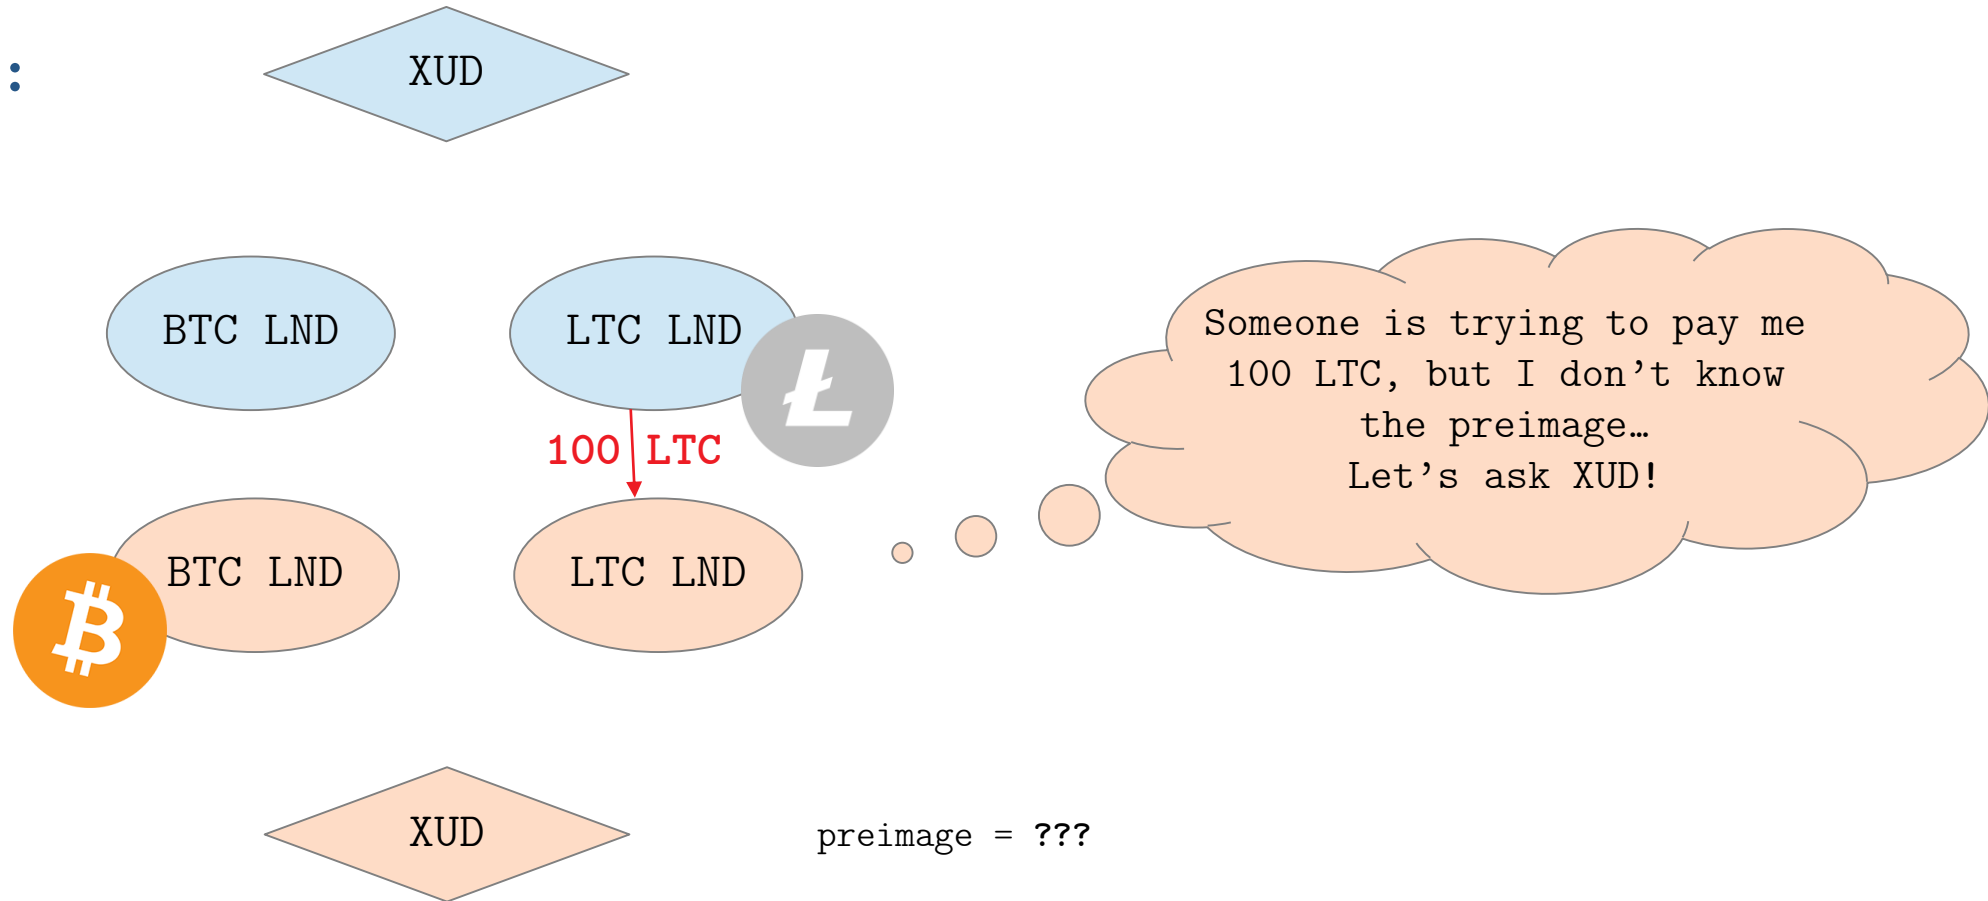 :
XUD
BTC LND
LTC LND
Someone is trying to pay me
100 LTC, but I don’t know
the preimage…
Let’s ask XUD!
100 LTC
BTC LND
LTC LND
XUD
preimage = ???